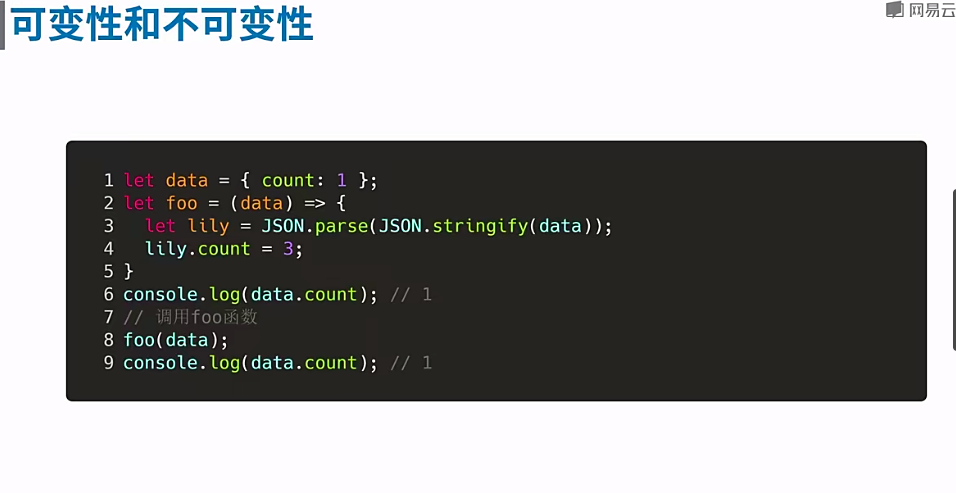 可变性和不可变性
网易云
1 let data = { count: 1 };
2 let foo = (data) => {
3   let lily = JSON.parse(JSON.stringify(data));
4   lily.count = 3;
5 }
6 console.log(data.count); // 1
7 // 调用foo函数
8 foo(data);
9 console.log(data.count); // 1